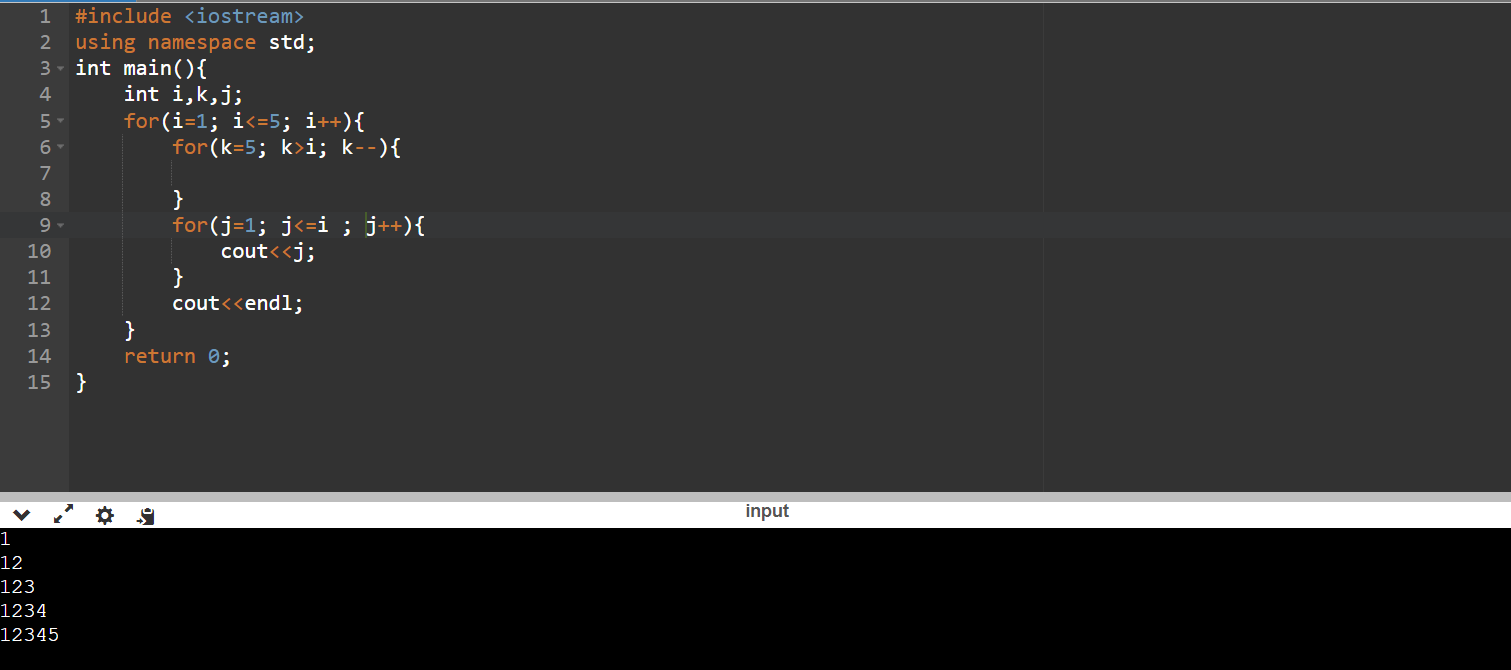 1 #include <iostream>
2 using namespace std;
3 int main(){
4     int i,k,j;
5     for(i=1; i<=5; i++){
6         for(k=5; k>i; k--){
7
8         }
9         for(j=1; j<=i ; j++){
10             cout<<j;
11         }
12         cout<<endl;
13     }
14     return 0;
15 }
input
1
12
123
1234
12345